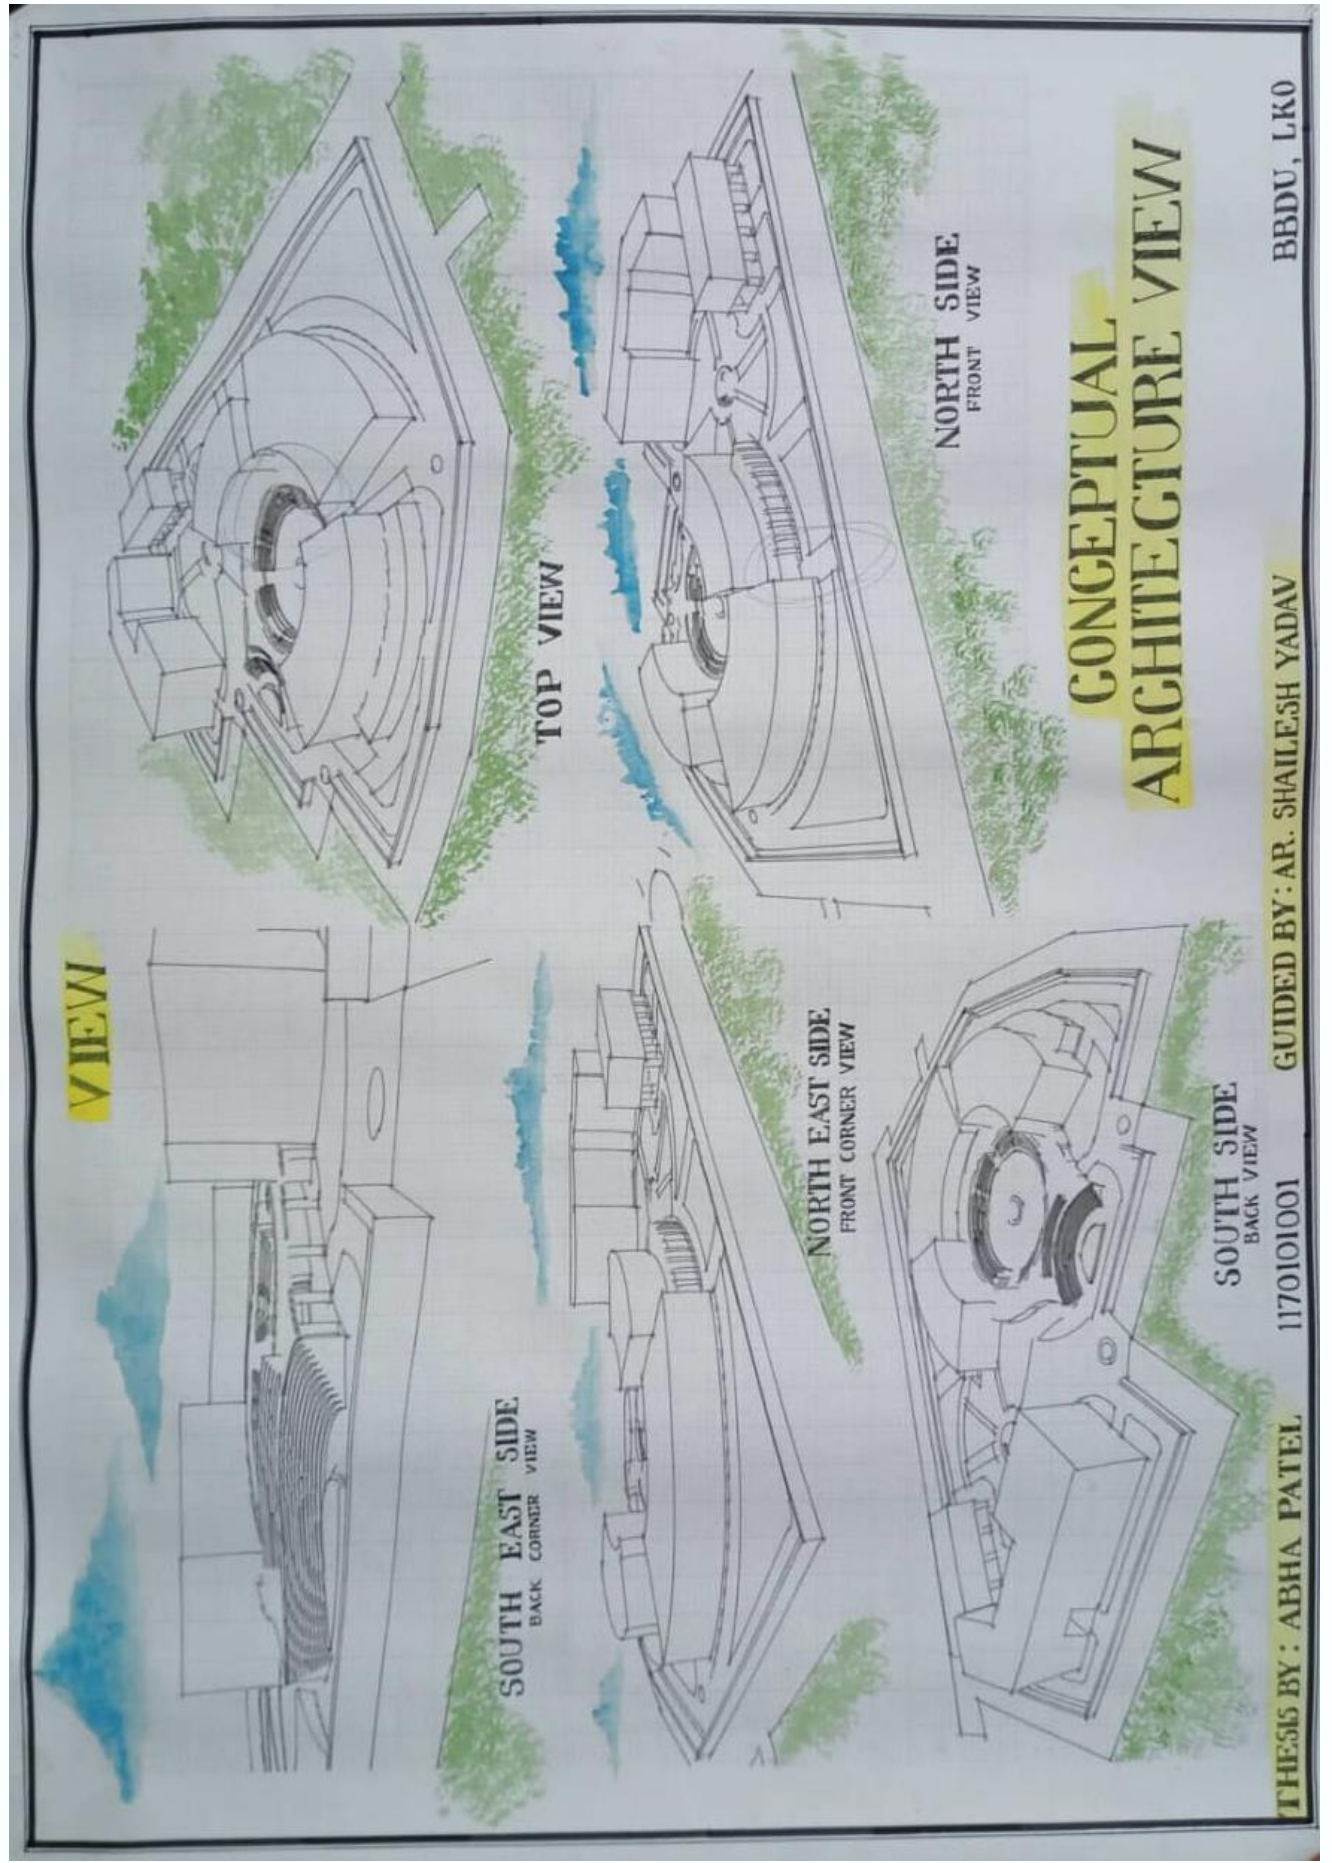 VIEW
SOUTH EAST SIDE
BACK CORNER VIEW
TOP VIEW
NORTH EAST SIDE
FRONT CORNER VIEW
NORTH SIDE
FRONT VIEW
SOUTH SIDE
BACK VIEW
CONCEPTUAL
ARCHITECTURE VIEW
THESIS BY : ABHA PATEL 1170101001 GUIDED BY : AR. SHAILESH YADAV BBDU, LKO